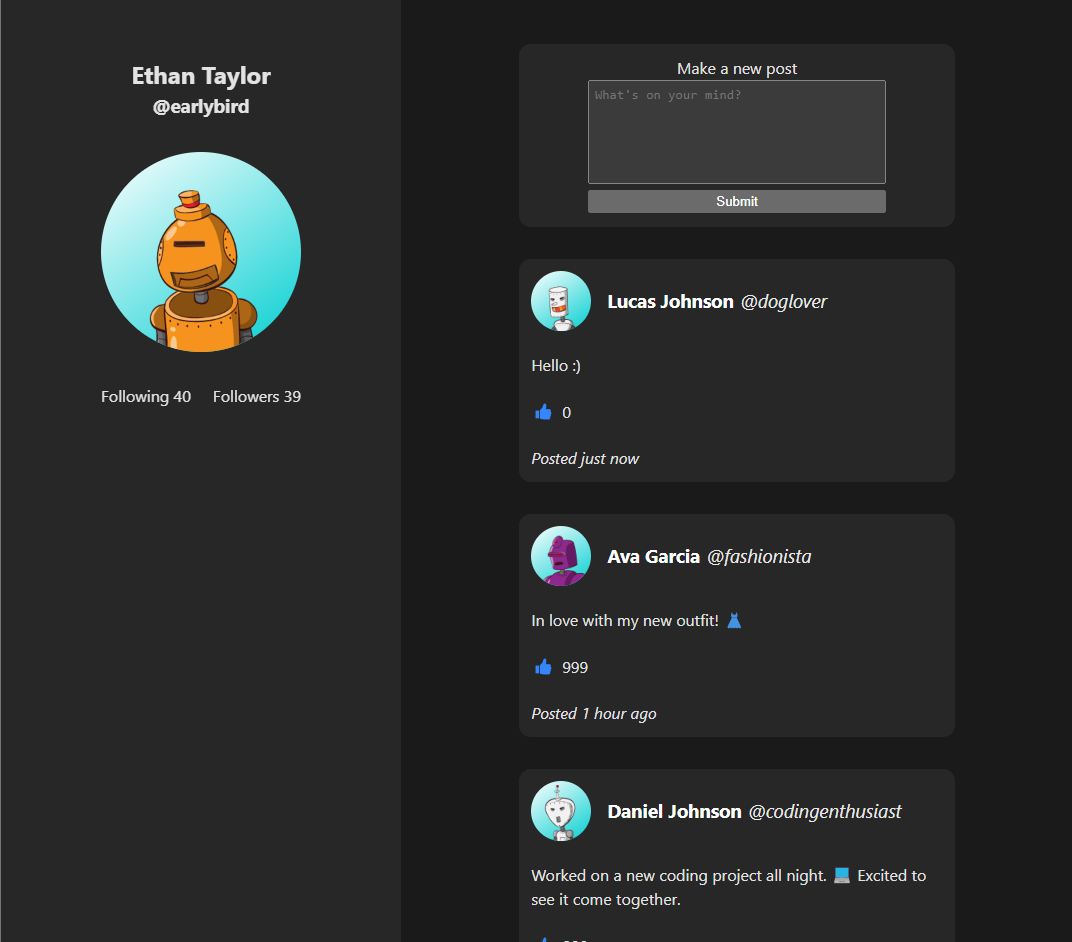 Ethan Taylor
@earlybird
Following 40 Followers 39
Make a new post
What's on your mind?
Submit
Lucas Johnson @doglover
Hello :)
0
Posted just now
Ava Garcia @fashionista
In love with my new outfit! 👗
999
Posted 1 hour ago
Daniel Johnson @codingenthusiast
Worked on a new coding project all night. 💻 Excited to
see it come together.